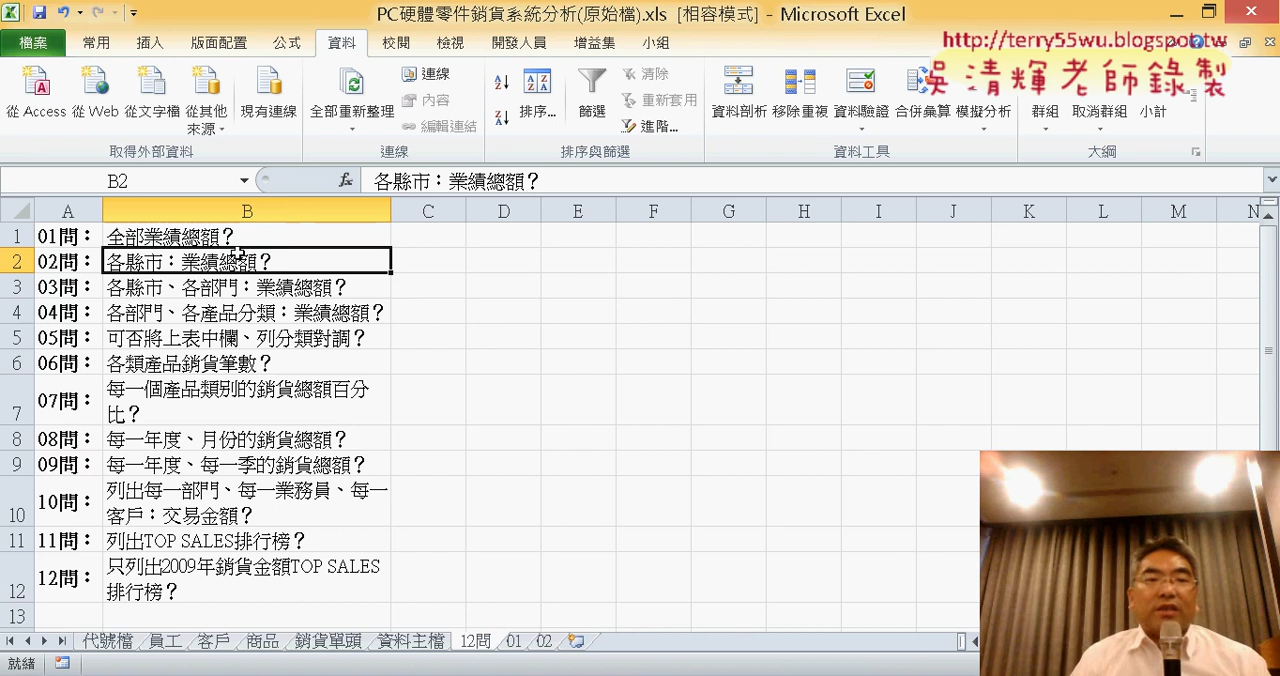 PC硬體零件銷貨系統分析(原始檔).xls [相容模式] - Microsoft Excel
檔案 常用 插入 版面配置 公式 資料 校閱 檢視 開發人員 增益集 小組
http://terry55wu.blogspot.tw
吳清輝老師錄製
從 Access 從 Web 從文字檔 從其他來源 現有連線 全部重新整理 連線 內容 編輯連結 排序... 篩選 清除 重新套用 進階... 資料剖析 移除重複 資料驗證 合併彙算 模擬分析 群組 取消群組 小計
取得外部資料 連線 排序與篩選 資料工具 大綱
B2 fx 各縣市：業績總額？
A B C D E F G H I J K L M N
1 01問： 全部業績總額？
2 02問： 各縣市：業績總額？
3 03問： 各縣市、各部門：業績總額？
4 04問： 各部門、各產品分類：業績總額？
5 05問： 可否將上表中欄、列分類對調？
6 06問： 各類產品銷貨筆數？
7 07問： 每一個產品類別的銷貨總額百分
比？
8 08問： 每一年度、月份的銷貨總額？
9 09問： 每一年度、每一季的銷貨總額？
10 10問： 列出每一部門、每一業務員、每一
客戶：交易金額？
11 11問： 列出TOP SALES排行榜？
12 12問： 只列出2009年銷貨金額TOP SALES
排行榜？
13
代號檔 員工 客戶 商品 銷貨單頭 資料主檔 12問 01 02
就緒